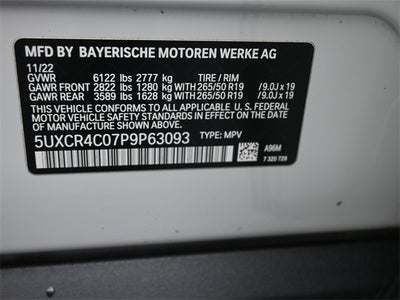 MFD BY BAYERISCHE MOTOREN WERKE AG
11/22
GVWR 6122 lbs 2777 kg TIRE / RIM
GAWR FRONT 2822 lbs 1280 kg WITH 265/50 R19 /9.0J x 19
GAWR REAR 3589 lbs 1628 kg WITH 265/50 R19 /9.0J x 19
THIS VEHICLE CONFORMS TO ALL APPLICABLE U.S. FEDERAL
MOTOR VEHICLE SAFETY STANDARDS IN EFFECT ON THE DATE
OF MANUFACTURE SHOWN ABOVE.
5UXCR4C07P9P63093 TYPE: MPV A96M
7 320 729